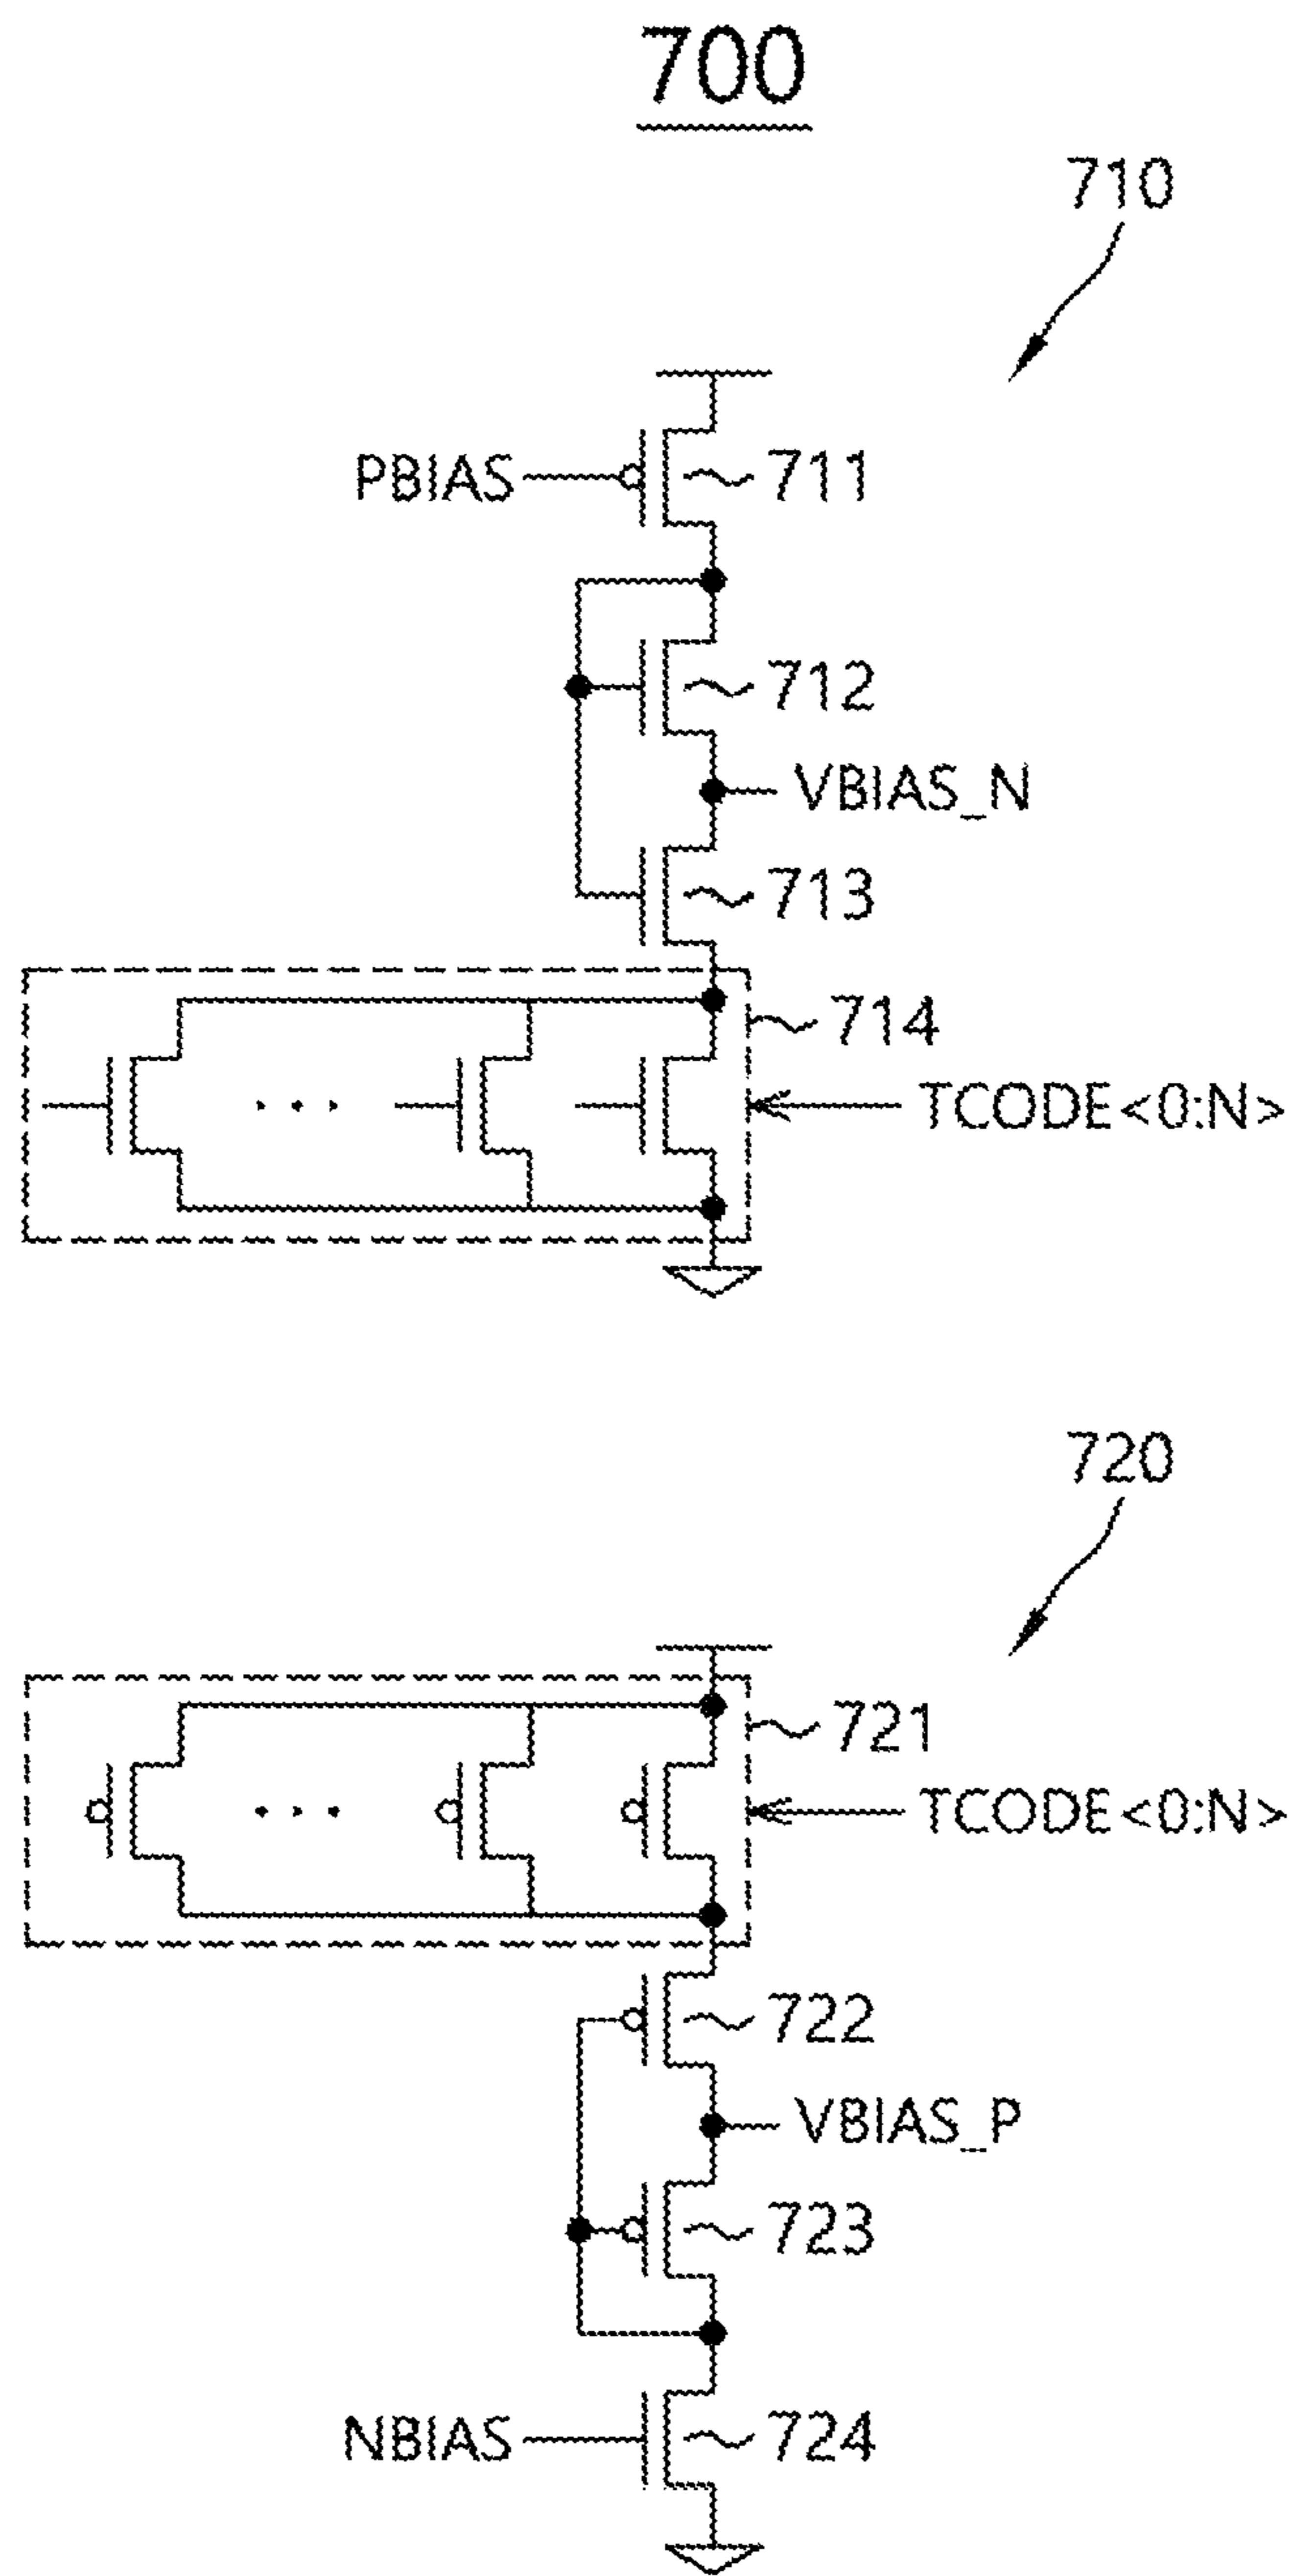 700
710
PBIAS 711
712
VBIAS_N
713
714
TCODE<0:N>
720
721
TCODE<0:N>
722
VBIAS_P
723
NBIAS 724